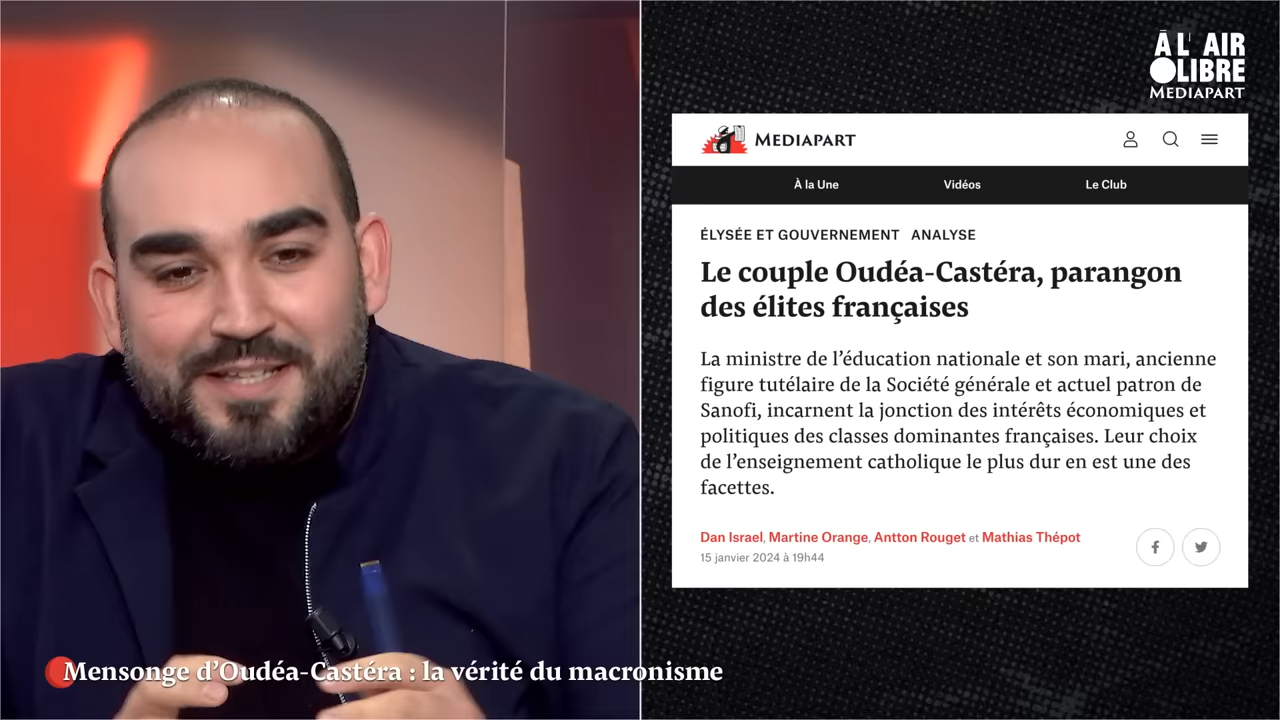 À L' AIR
LIBRE
MEDIAPART
MEDIAPART
À la Une
Vidéos
Le Club
ÉLYSÉE ET GOUVERNEMENT ANALYSE
Le couple Oudéa-Castéra, parangon
des élites françaises
La ministre de l’éducation nationale et son mari, ancienne
figure tutélaire de la Société générale et actuel patron de
Sanofi, incarnent la jonction des intérêts économiques et
politiques des classes dominantes françaises. Leur choix
de l’enseignement catholique le plus dur en est une des
facettes.
Dan Israel, Martine Orange, Antton Rouget et Mathias Thépot
15 janvier 2024 à 19h44
Mensonge d’Oudéa-Castéra : la vérité du macronisme